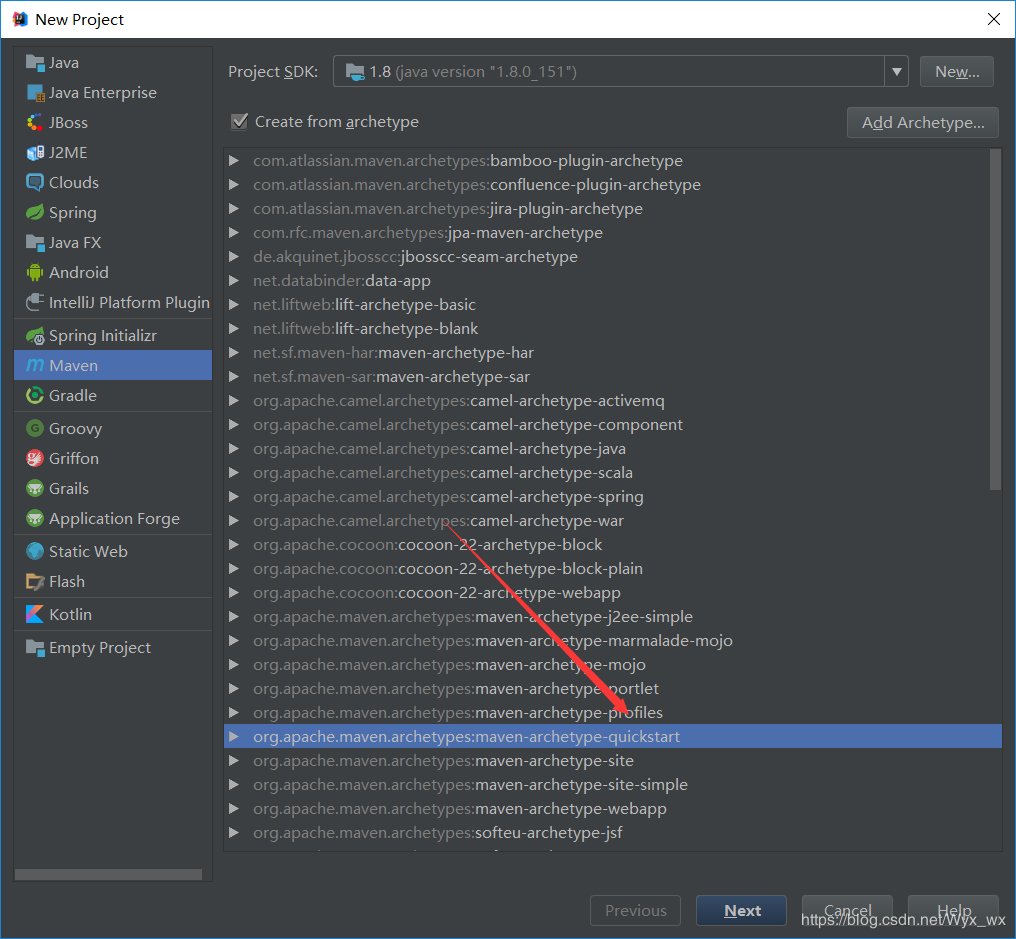 New Project
Java
Java Enterprise
JBoss
J2ME
Clouds
Spring
Java FX
Android
IntelliJ Platform Plugin
Spring Initializr
Maven
Gradle
Groovy
Griffon
Grails
Application Forge
Static Web
Flash
Kotlin
Empty Project
Project SDK: 1.8 (java version "1.8.0_151") New...
Create from archetype Add Archetype...
com.atlassian.maven.archetypes:bamboo-plugin-archetype
com.atlassian.maven.archetypes:confluence-plugin-archetype
com.atlassian.maven.archetypes:jira-plugin-archetype
com.rfc.maven.archetypes:jpa-maven-archetype
de.akquinet.jbosscc:jbosscc-seam-archetype
net.databinder:data-app
net.liftweb:lift-archetype-basic
net.liftweb:lift-archetype-blank
net.sf.maven-har:maven-archetype-har
net.sf.maven-sar:maven-archetype-sar
org.apache.camel.archetypes:camel-archetype-activemq
org.apache.camel.archetypes:camel-archetype-component
org.apache.camel.archetypes:camel-archetype-java
org.apache.camel.archetypes:camel-archetype-scala
org.apache.camel.archetypes:camel-archetype-spring
org.apache.camel.archetypes:camel-archetype-war
org.apache.cocoon:cocoon-22-archetype-block
org.apache.cocoon:cocoon-22-archetype-block-plain
org.apache.cocoon:cocoon-22-archetype-webapp
org.apache.maven.archetypes:maven-archetype-j2ee-simple
org.apache.maven.archetypes:maven-archetype-marmalade-mojo
org.apache.maven.archetypes:maven-archetype-mojo
org.apache.maven.archetypes:maven-archetype-portlet
org.apache.maven.archetypes:maven-archetype-profiles
org.apache.maven.archetypes:maven-archetype-quickstart
org.apache.maven.archetypes:maven-archetype-site
org.apache.maven.archetypes:maven-archetype-site-simple
org.apache.maven.archetypes:maven-archetype-webapp
org.apache.maven.archetypes:softeu-archetype-jsf
Previous Next Cancel Help
https://blog.csdn.net/Wyx_wx